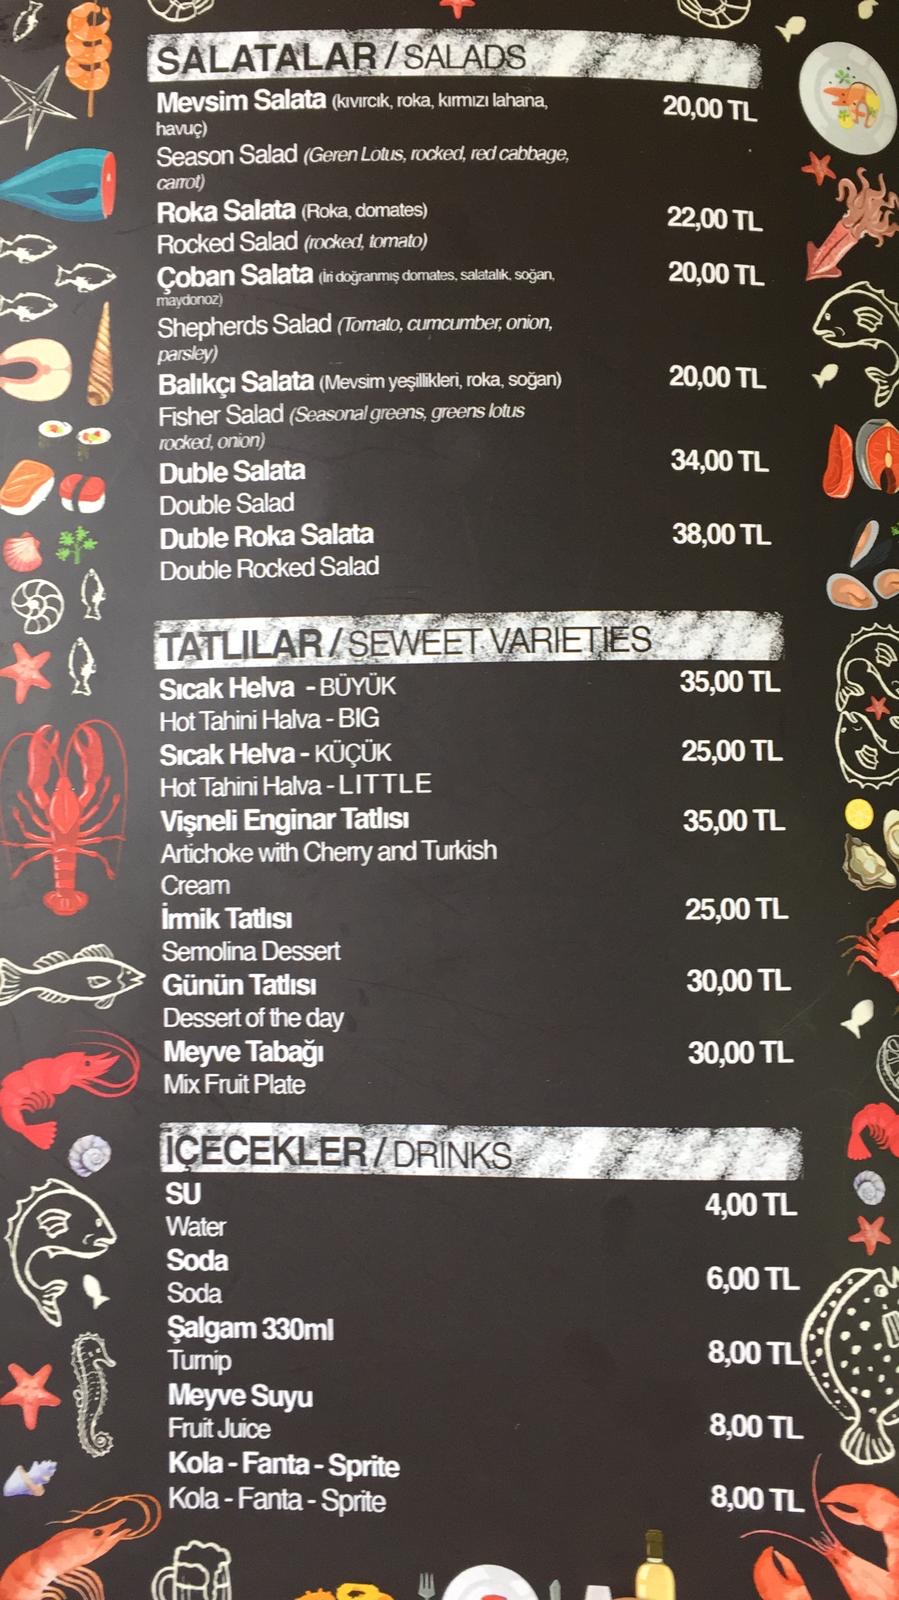 SALATALAR / SALADS
Mevsim Salata (kıvırcık, roka, kırmızı lahana, 20,00 TL
havuç)
Season Salad (Geren Lotus, rocked, red cabbage,
carrot)
Roka Salata (Roka, domates) 22,00 TL
Rocked Salad (rocked, tomato)
Çoban Salata (İri doğranmış domates, salatalık, soğan, 20,00 TL
maydonoz)
Shepherds Salad (Tomato, cumcumber, onion,
parsley)
Balıkçı Salata (Mevsim yeşillikleri, roka, soğan) 20,00 TL
Fisher Salad (Seasonal greens, greens lotus
rocked, onion)
Duble Salata 34,00 TL
Double Salad
Duble Roka Salata 38,00 TL
Double Rocked Salad
TATLILAR / SEWEET VARIETIES
Sıcak Helva - BÜYÜK 35,00 TL
Hot Tahini Halva - BIG
Sıcak Helva - KÜÇÜK 25,00 TL
Hot Tahini Halva - LITTLE
Vişneli Enginar Tatlısı 35,00 TL
Artichoke with Cherry and Turkish
Cream
İrmik Tatlısı 25,00 TL
Semolina Dessert
Günün Tatlısı 30,00 TL
Dessert of the day
Meyve Tabağı 30,00 TL
Mix Fruit Plate
İÇECEKLER / DRINKS
SU 4,00 TL
Water
Soda 6,00 TL
Soda
Şalgam 330ml 8,00 TL
Turnip
Meyve Suyu 8,00 TL
Fruit Juice
Kola - Fanta - Sprite 8,00 TL
Kola - Fanta - Sprite